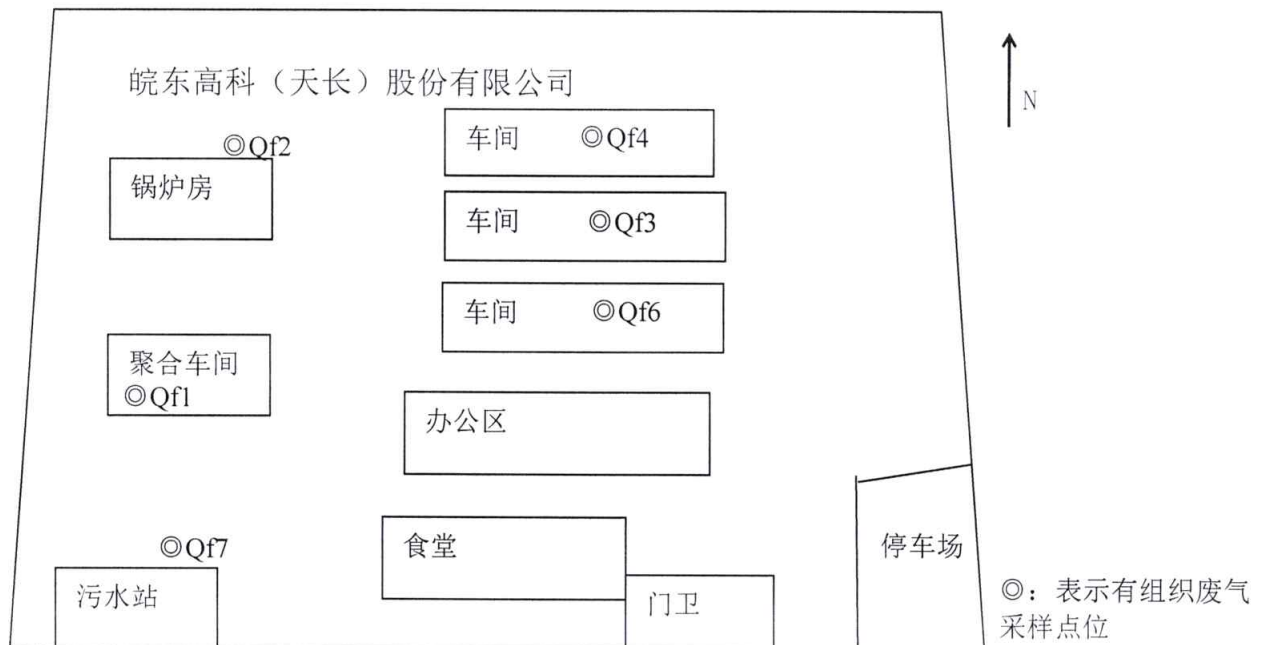 皖东高科（天长）股份有限公司
N
◎Qf2
车间 ◎Qf4
锅炉房
车间 ◎Qf3
车间 ◎Qf6
聚合车间
◎Qf1
办公区
◎Qf7
食堂
停车场
污水站
门卫
◎：表示有组织废气
采样点位